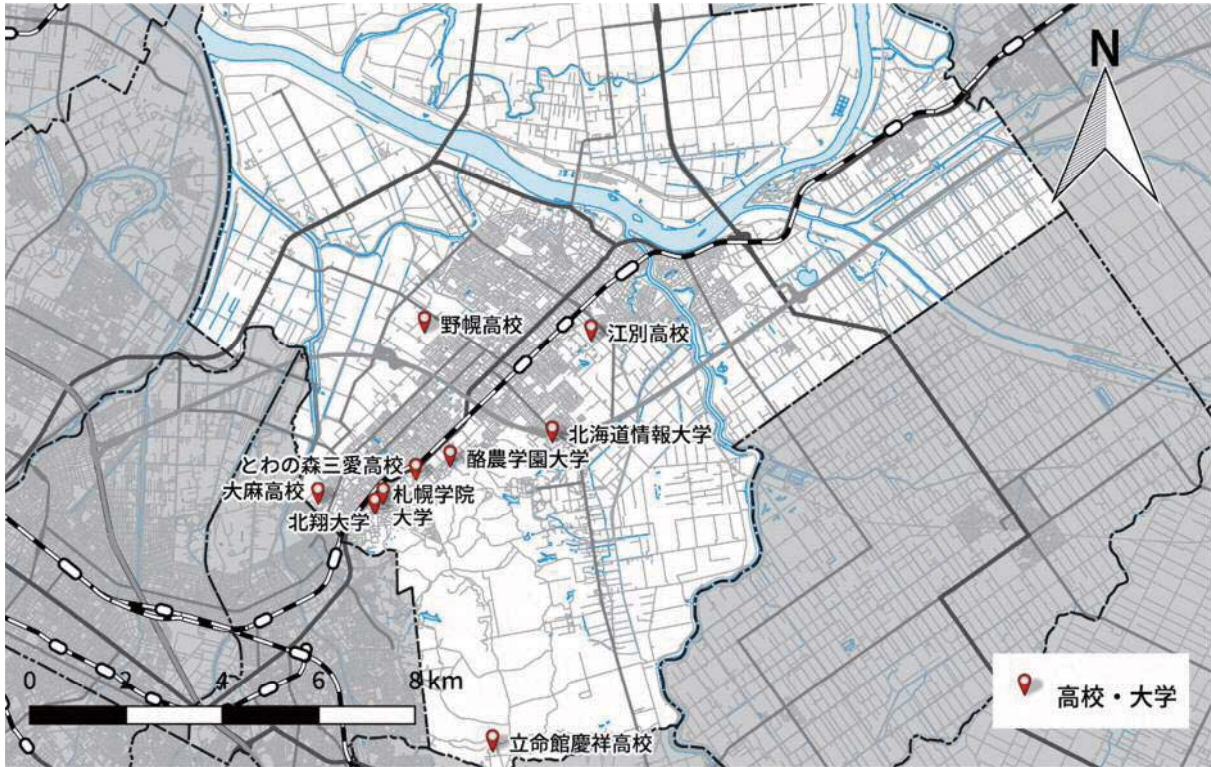 N
野幌高校
江別高校
北海道情報大学
酪農学園大学
とわの森三愛高校
大麻高校
札幌学院
大学
北翔大学
0 2 4 6 8 km
高校・大学
立命館慶祥高校